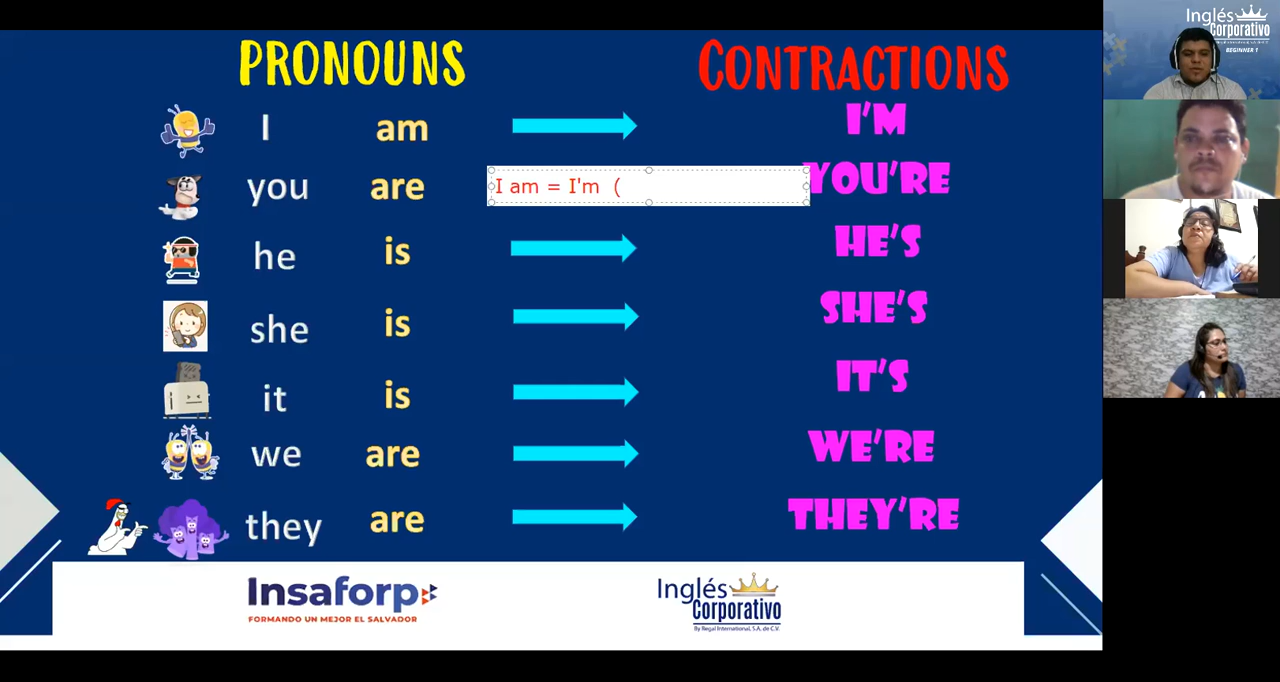 PRONOUNS CONTRACTIONS
I am I'M
you are I am = I'm ( YOU'RE
he is HE'S
she is SHE'S
it is IT'S
we are WE'RE
they are THEY'RE
Insaforp
FORMANDO UN MEJOR EL SALVADOR
Inglés
Corporativo
By Regal International, S.A. de C.V.
Inglés
Corporativo
BEGINNER 1